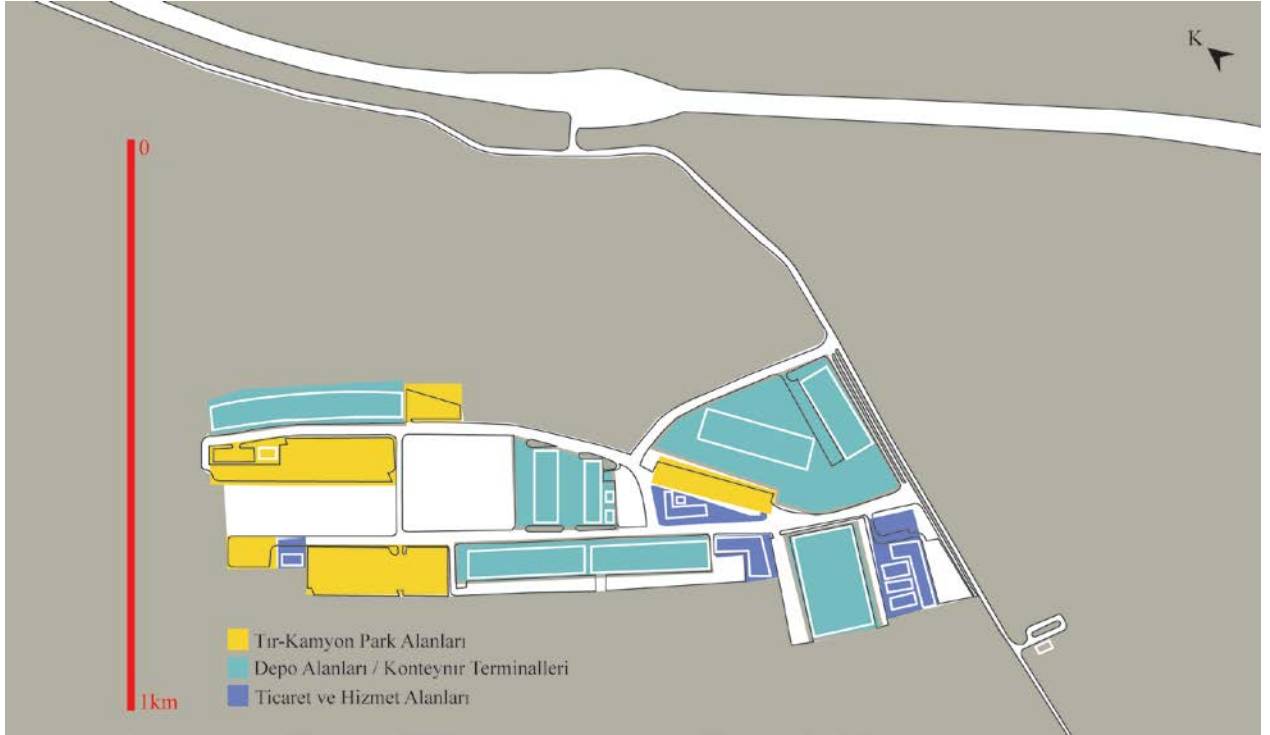 K
0
1km
Tır-Kamyon Park Alanları
Depo Alanları / Konteynır Terminalleri
Ticaret ve Hizmet Alanları